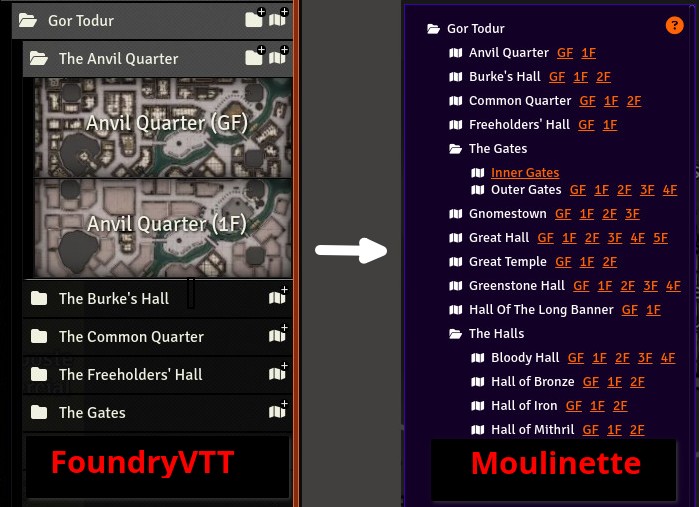 Gor Todur
The Anvil Quarter
Anvil Quarter (GF)
Anvil Quarter (1F)
The Burke's Hall
The Common Quarter
The Freeholders' Hall
The Gates
FoundryVTT
?
Gor Todur
Anvil Quarter GF 1F
Burke's Hall GF 1F 2F
Common Quarter GF 1F 2F
Freeholders' Hall GF 1F
The Gates
Inner Gates
Outer Gates GF 1F 2F 3F 4F
Gnomestown GF 1F 2F 3F
Great Hall GF 1F 2F 3F 4F 5F
Great Temple GF 1F 2F
Greenstone Hall GF 1F 2F 3F 4F
Hall Of The Long Banner GF 1F
The Halls
Bloody Hall GF 1F 2F 3F 4F
Hall of Bronze GF 1F 2F
Hall of Iron GF 1F 2F
Hall of Mithril GF 1F 2F
Moulinette